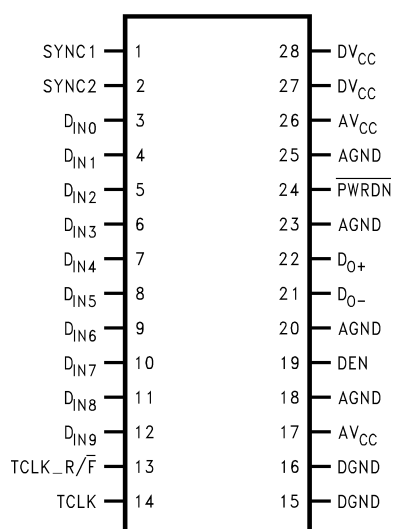 SYNC1 1 28 DVCC
SYNC2 2 27 DVCC
DIN0 3 26 AVCC
DIN1 4 25 AGND
DIN2 5 24 P̅W̅R̅D̅N̅
DIN3 6 23 AGND
DIN4 7 22 DO+
DIN5 8 21 DO−
DIN6 9 20 AGND
DIN7 10 19 DEN
DIN8 11 18 AGND
DIN9 12 17 AVCC
TCLK_R/F̅ 13 16 DGND
TCLK 14 15 DGND